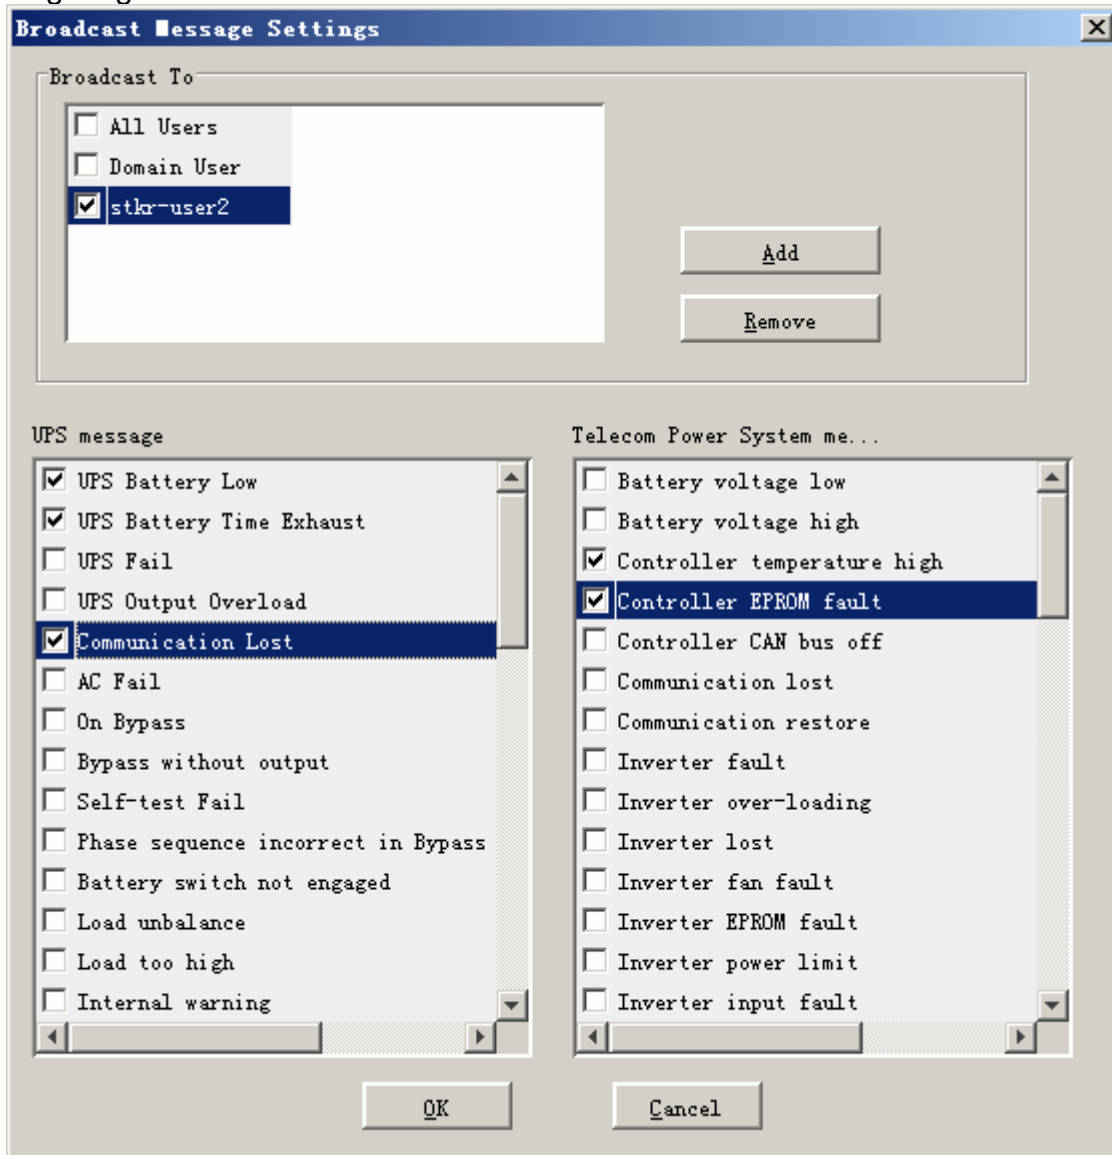 Broadcast Message Settings
Broadcast To
All Users
Domain User
stkr-user2
Add
Remove
UPS message
UPS Battery Low
UPS Battery Time Exhaust
UPS Fail
UPS Output Overload
Communication Lost
AC Fail
On Bypass
Bypass without output
Self-test Fail
Phase sequence incorrect in Bypass
Battery switch not engaged
Load unbalance
Load too high
Internal warning
Telecom Power System me...
Battery voltage low
Battery voltage high
Controller temperature high
Controller EPROM fault
Controller CAN bus off
Communication lost
Communication restore
Inverter fault
Inverter over-loading
Inverter lost
Inverter fan fault
Inverter EPROM fault
Inverter power limit
Inverter input fault
OK
Cancel